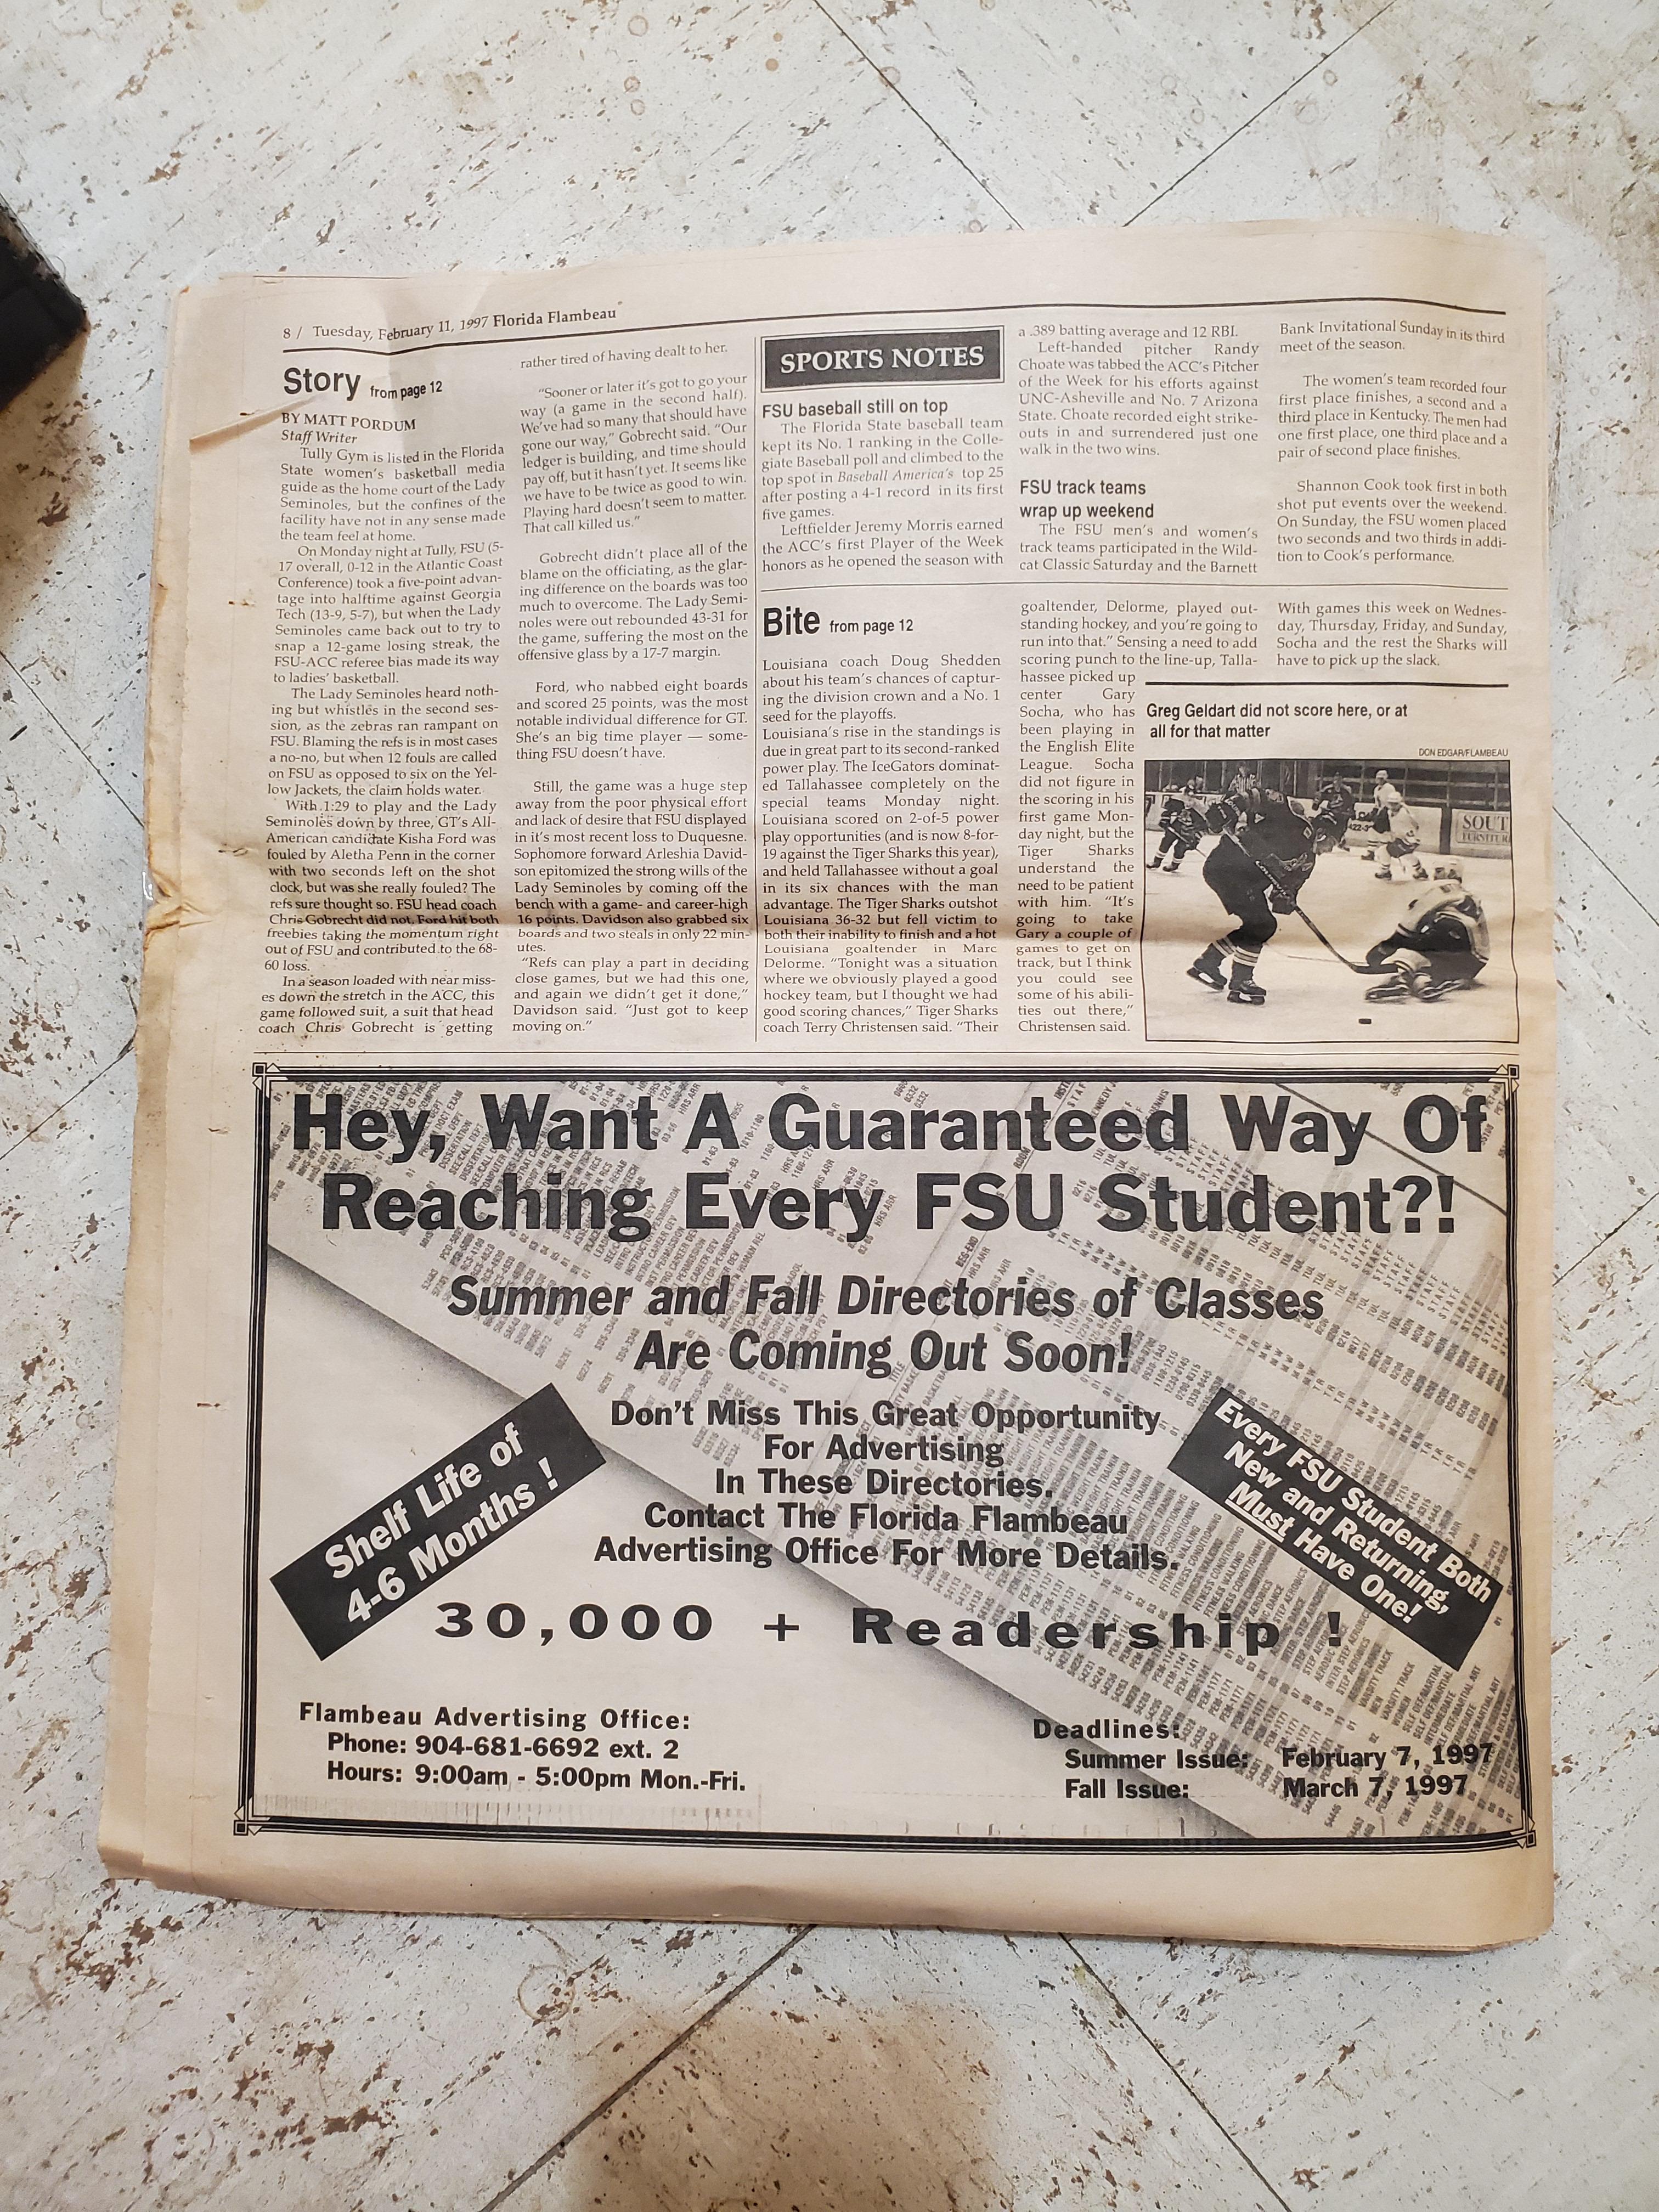 8 / Tuesday, February 11, 1997 Florida Flambeau
Story from page 12
BY MATT PORDUM
Staff Writer
Tully Gym is listed in the Florida
State women's basketball media
guide as the home court of the Lady
Seminoles, but the confines of the
facility have not in any sense made
the team feel at home.
On Monday night at Tully, FSU (5-
17 overall, 0-12 in the Atlantic Coast
Conference) took a five-point advan-
tage into halftime against Georgia
Tech (13-9, 5-7), but when the Lady
Seminoles came back out to try to
snap a 12-game losing streak, the
FSU-ACC referee bias made its way
to ladies' basketball.
The Lady Seminoles heard noth-
ing but whistles in the second ses-
sion, as the zebras ran rampant on
FSU. Blaming the refs is in most cases
a no-no, but when 12 fouls are called
on FSU as opposed to six on the Yel-
low Jackets, the claim holds water.
With 1:29 to play and the Lady
Seminoles down by three, GT's All-
American candidate Kisha Ford was
fouled by Aletha Penn in the corner
with two seconds left on the shot
clock, but was she really fouled? The
refs sure thought so. FSU head coach
Chris Gobrecht did not. Ford hit both
freebies taking the momentum right
out of FSU and contributed to the 68-
60 loss.
In a season loaded with near miss-
es down the stretch in the ACC, this
game followed suit, a suit that head
coach Chris Gobrecht is getting
rather tired of having dealt to her.
"Sooner or later it's got to go your
way (a game in the second half).
We've had so many that should have
gone our way," Gobrecht said. "Our
ledger is building, and time should
pay off, but it hasn't yet. It seems like
we have to be twice as good to win.
Playing hard doesn't seem to matter.
That call killed us."
Gobrecht didn't place all of the
blame on the officiating, as the glar-
ing difference on the boards was too
much to overcome. The Lady Semi-
noles were out rebounded 43-31 for
the game, suffering the most on the
offensive glass by a 17-7 margin.
Ford, who nabbed eight boards
and scored 25 points, was the most
notable individual difference for GT.
She's an big time player — some-
thing FSU doesn't have.
Still, the game was a huge step
away from the poor physical effort
and lack of desire that FSU displayed
in it's most recent loss to Duquesne.
Sophomore forward Arleshia David-
son epitomized the strong wills of the
Lady Seminoles by coming off the
bench with a game- and career-high
16 points. Davidson also grabbed six
boards and two steals in only 22 min-
utes.
"Refs can play a part in deciding
close games, but we had this one,
and again we didn't get it done,"
Davidson said. "Just got to keep
moving on."
SPORTS NOTES
FSU baseball still on top
The Florida State baseball team
kept its No. 1 ranking in the Colle-
giate Baseball poll and climbed to the
top spot in Baseball America's top 25
after posting a 4-1 record in its first
five games.
Leftfielder Jeremy Morris earned
the ACC's first Player of the Week
honors as he opened the season with
a .389 batting average and 12 RBI.
Left-handed pitcher Randy
Choate was tabbed the ACC's Pitcher
of the Week for his efforts against
UNC-Asheville and No. 7 Arizona
State. Choate recorded eight strike-
outs in and surrendered just one
walk in the two wins.
FSU track teams
wrap up weekend
The FSU men's and women's
track teams participated in the Wild-
cat Classic Saturday and the Barnett
Bank Invitational Sunday in its third
meet of the season.
The women's team recorded four
first place finishes, a second and a
third place in Kentucky. The men had
one first place, one third place and a
pair of second place finishes.
Shannon Cook took first in both
shot put events over the weekend.
On Sunday, the FSU women placed
two seconds and two thirds in addi-
tion to Cook's performance.
Bite from page 12
Louisiana coach Doug Shedden
about his team's chances of captur-
ing the division crown and a No. 1
seed for the playoffs.
Louisiana's rise in the standings is
due in great part to its second-ranked
power play. The IceGators dominat-
ed Tallahassee completely on the
special teams Monday night.
Louisiana scored on 2-of-5 power
play opportunities (and is now 8-for-
19 against the Tiger Sharks this year),
and held Tallahassee without a goal
in its six chances with the man
advantage. The Tiger Sharks outshot
Louisiana 36-32 but fell victim to
both their inability to finish and a hot
Louisiana goaltender in Marc
Delorme. "Tonight was a situation
where we obviously played a good
hockey team, but I thought we had
good scoring chances," Tiger Sharks
coach Terry Christensen said. "Their
goaltender, Delorme, played out-
standing hockey, and you're going to
run into that." Sensing a need to add
scoring punch to the line-up, Talla-
hassee picked up
center Gary
Socha, who has
been playing in
the English Elite
League. Socha
did not figure in
the scoring in his
first game Mon-
day night, but the
Tiger Sharks
understand the
need to be patient
with him. "It's
going to take
Gary a couple of
games to get on
track, but I think
you could see
some of his abili-
ties out there,"
Christensen said.
With games this week on Wednes-
day, Thursday, Friday, and Sunday,
Socha and the rest the Sharks will
have to pick up the slack.
Greg Geldart did not score here, or at
all for that matter
DON EDGAR/FLAMBEAU
SOUT
Hey, Want A Guaranteed Way Of
Reaching Every FSU Student?!
Summer and Fall Directories of Classes
Are Coming Out Soon!
Don't Miss This Great Opportunity
For Advertising
In These Directories.
Contact The Florida Flambeau
Advertising Office For More Details.
Shelf Life of
4-6 Months !
Every FSU Student Both
New and Returning,
Must Have One!
30,000 + Readership !
Flambeau Advertising Office:
Phone: 904-681-6692 ext. 2
Hours: 9:00am - 5:00pm Mon.-Fri.
Deadlines:
Summer Issue: February 7, 1997
Fall Issue: March 7, 1997